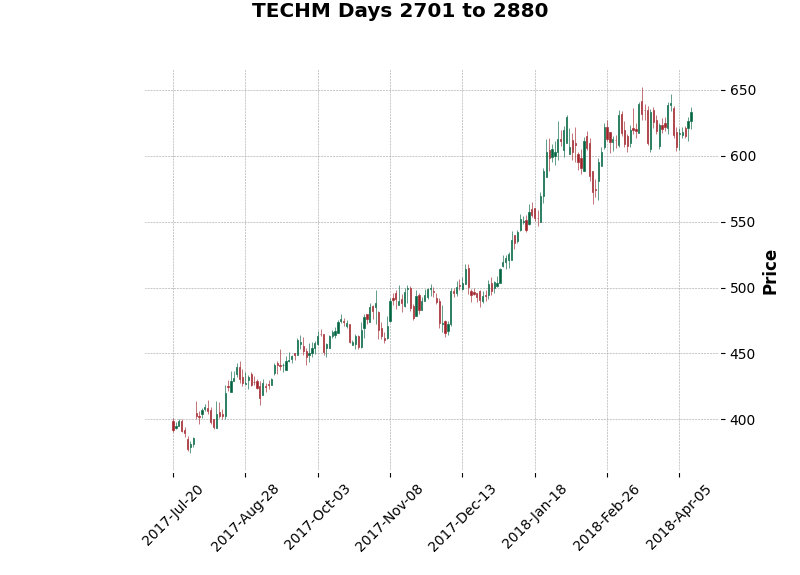 TECHM Days 2701 to 2880
650
600
550
500
450
400
Price
2017-Jul-20
2017-Aug-28
2017-Oct-03
2017-Nov-08
2017-Dec-13
2018-Jan-18
2018-Feb-26
2018-Apr-05